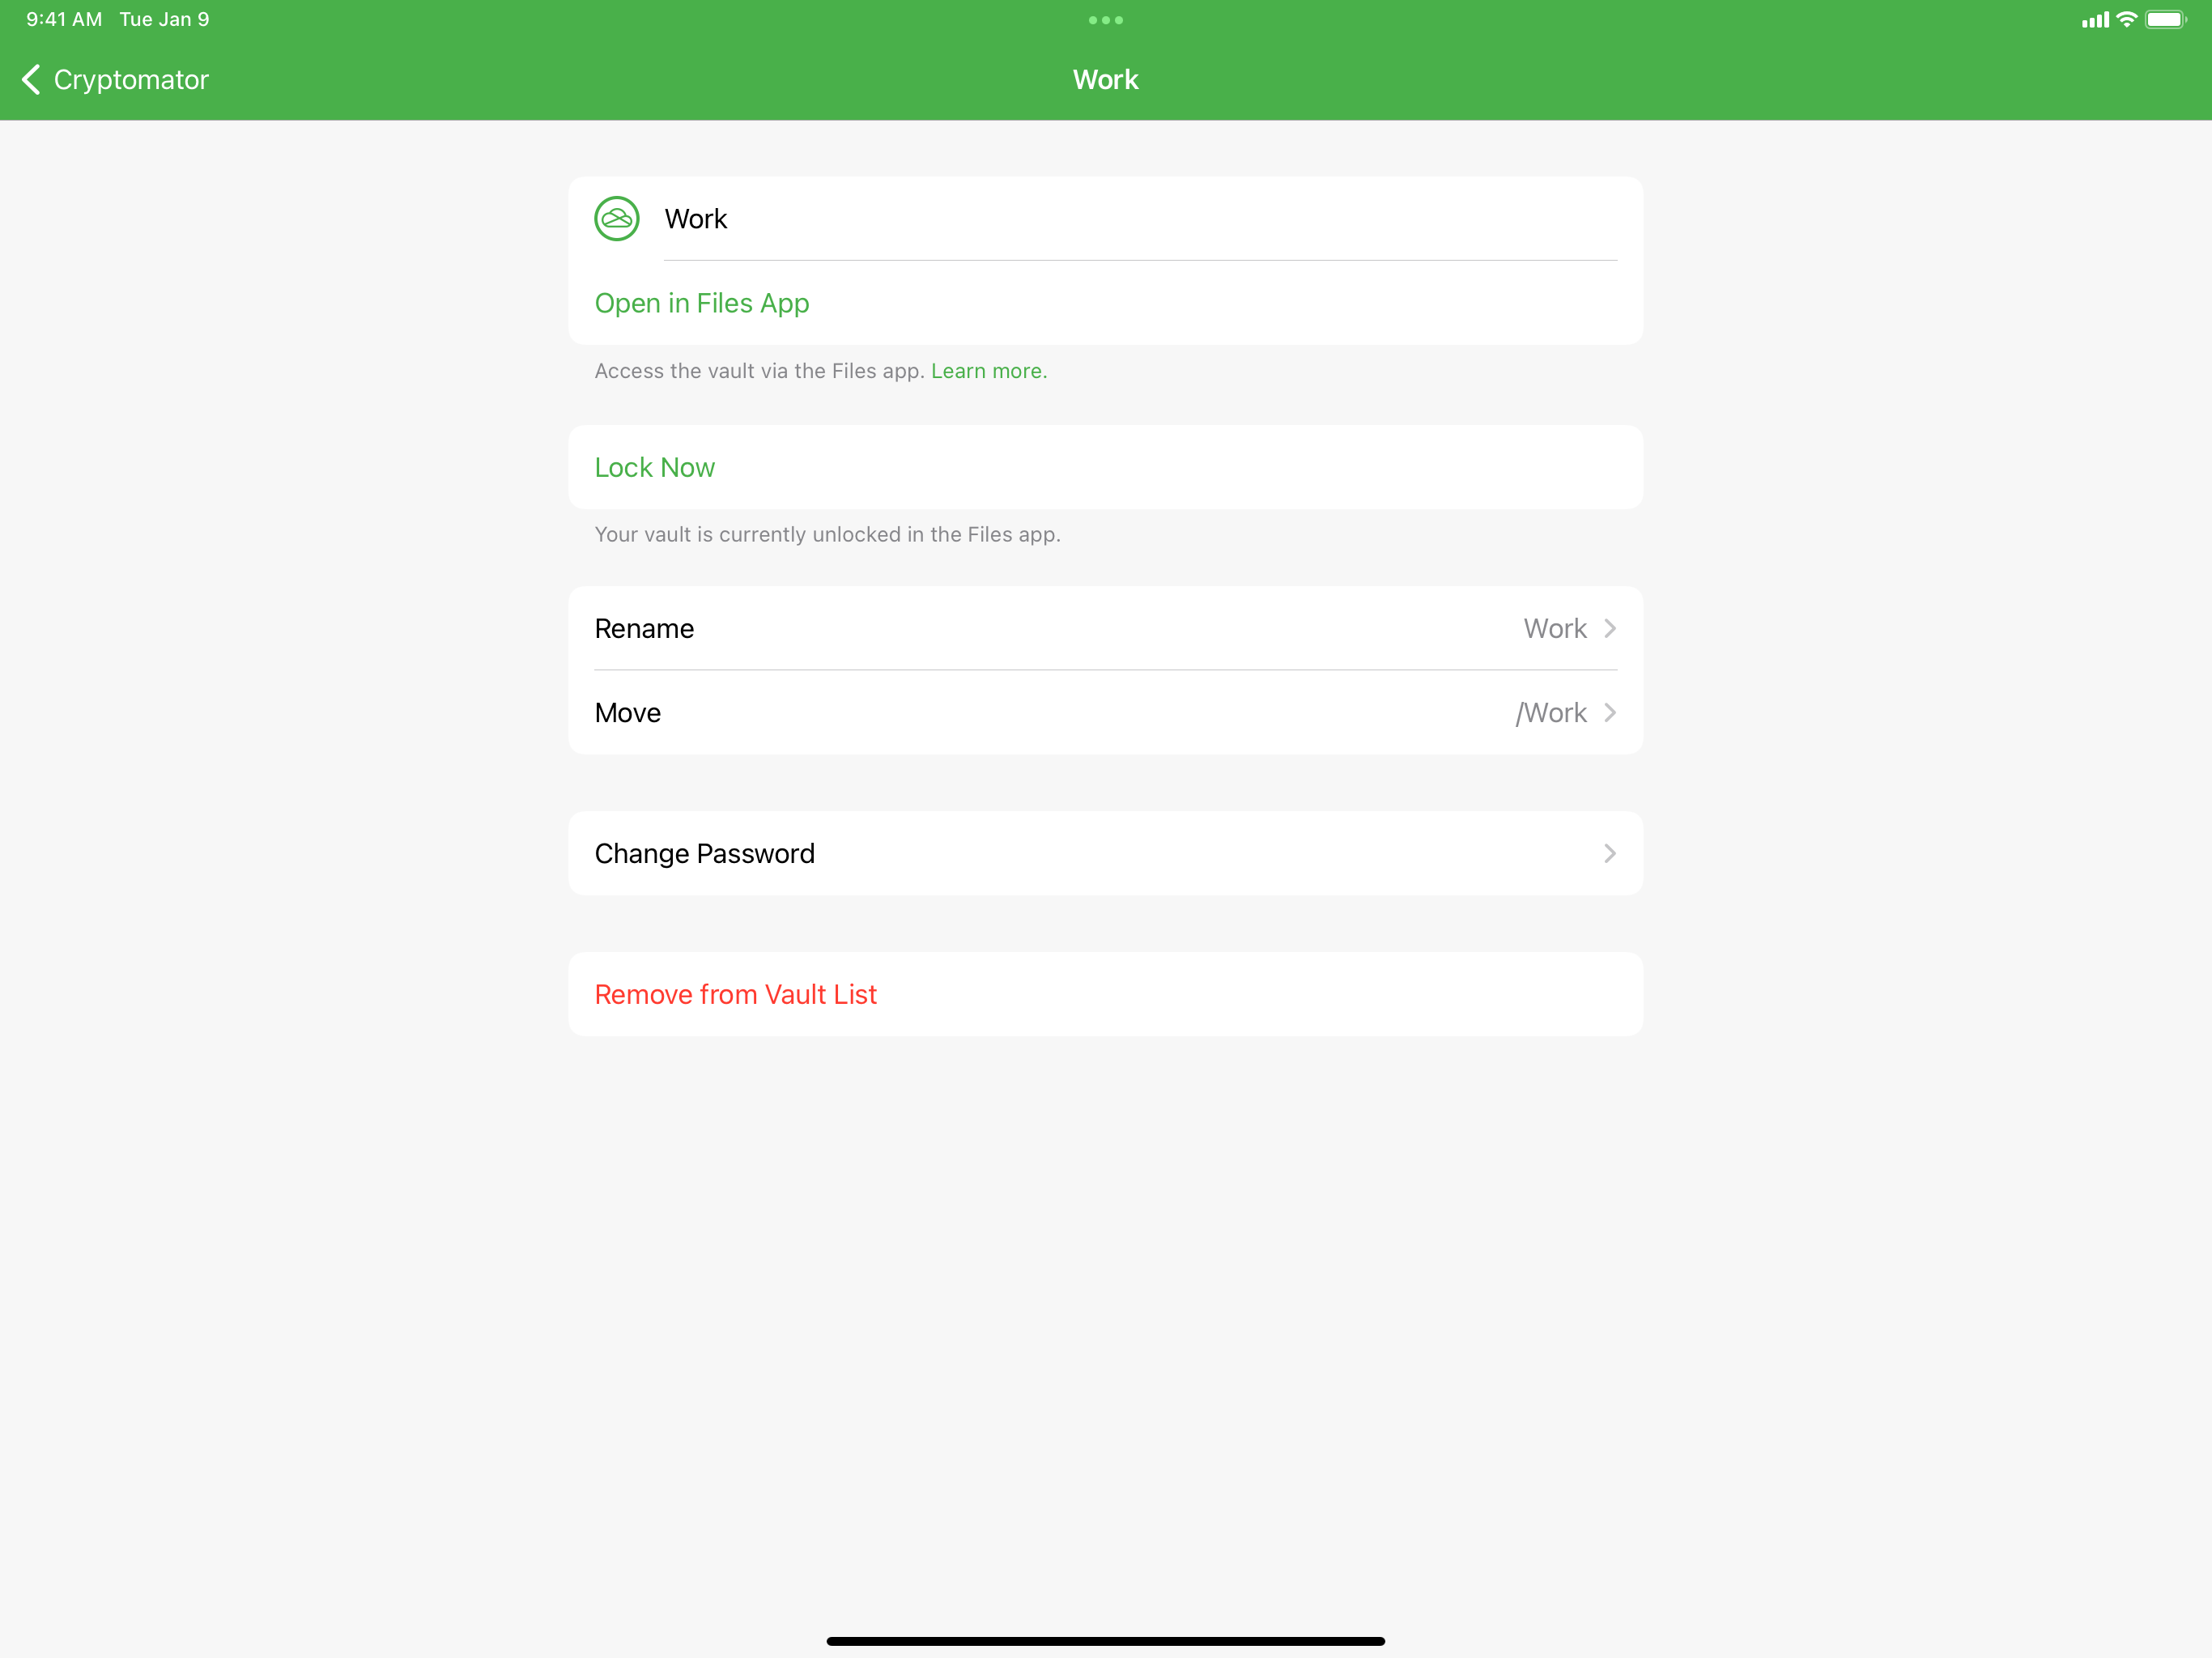 9:41 AM Tue Jan 9
Cryptomator
Work
Work
Open in Files App
Access the vault via the Files app. Learn more.
Lock Now
Your vault is currently unlocked in the Files app.
Rename Work
Move /Work
Change Password
Remove from Vault List